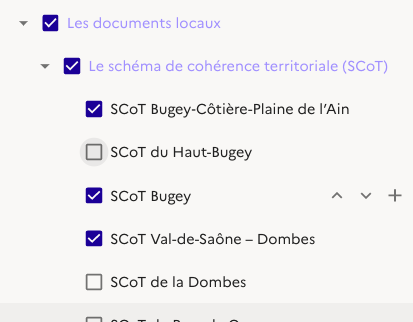 Les documents locaux
Le schéma de cohérence territoriale (SCoT)
SCoT Bugey-Côtière-Plaine de l’Ain
SCoT du Haut-Bugey
SCoT Bugey
SCoT Val-de-Saône – Dombes
SCoT de la Dombes